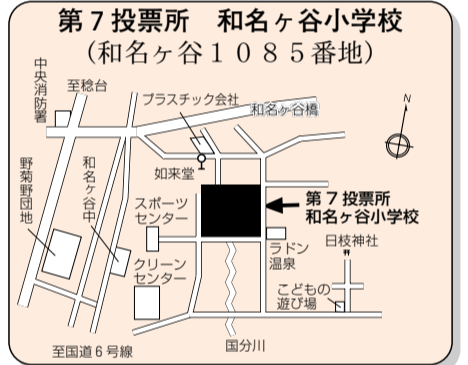 第７投票所　和名ヶ谷小学校
（和名ヶ谷１０８５番地）
中央消防署
至稔台
プラスチック会社
和名ヶ谷橋
N
野菊野団地
和名ヶ谷中
如来堂
スポーツ
センター
第７投票所
和名ヶ谷小学校
ラドン
温泉
日枝神社
クリーン
センター
こどもの
遊び場
国分川
至国道６号線